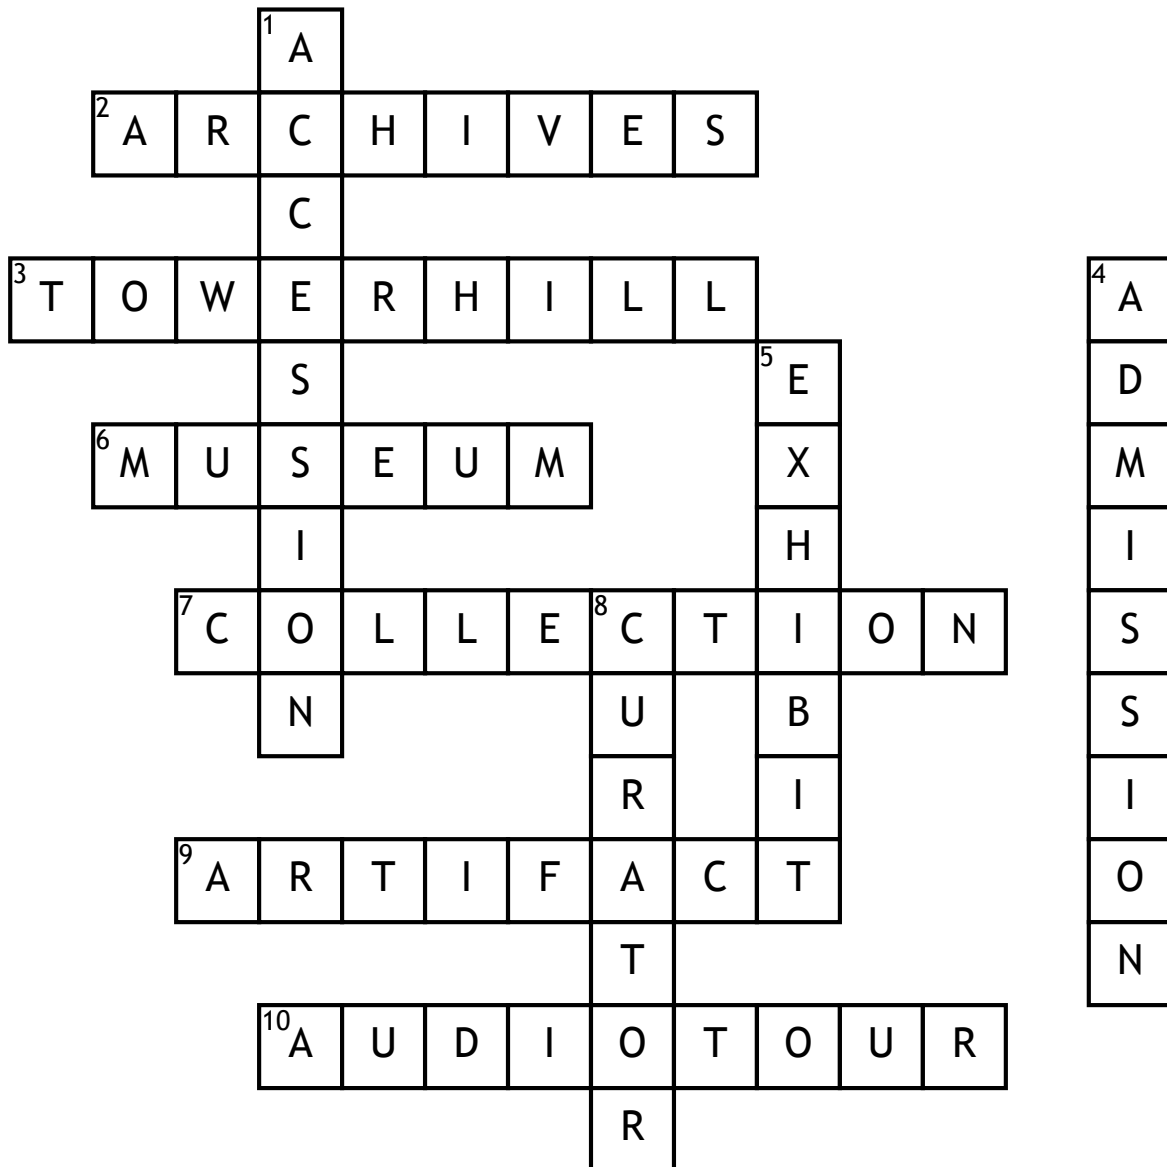 1 A
2 A R C H I V E S
C
3 T O W E R H I L L 4 A
S 5 E D
6 M U S E U M X M
I H I
7 C O L L E 8 C T I O N S
N U B S
R I I
9 A R T I F A C T O
T N
10 A U D I O T O U R
R